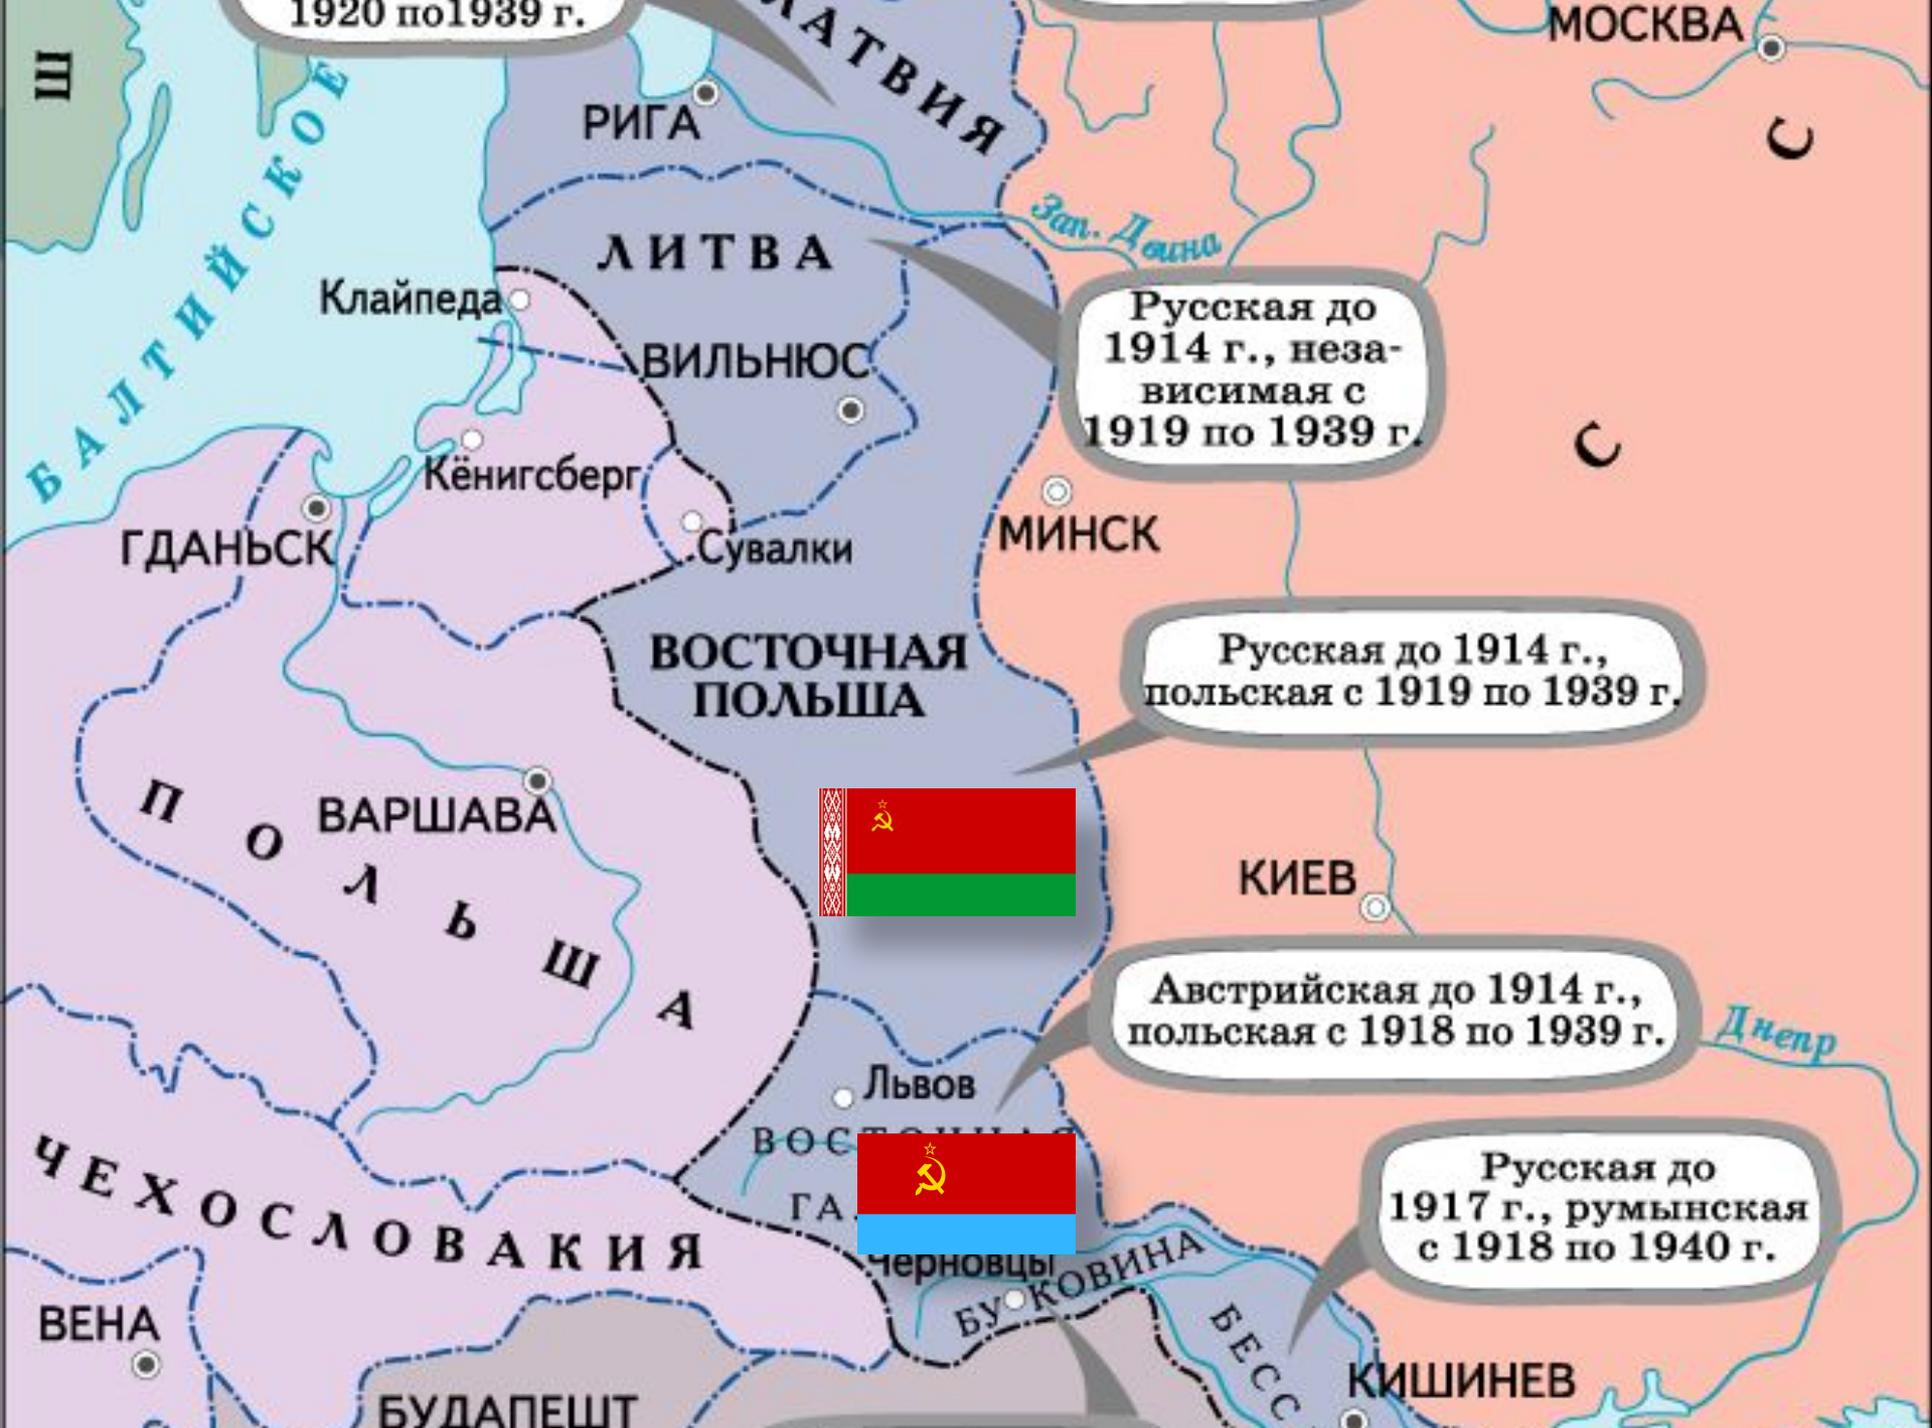 1920 по1939 г.
МОСКВА
Ш
ЛАТВИЯ
РИГА
С
БАЛТИЙСКОЕ
Зап. Двина
ЛИТВА
Клайпеда
Русская до
1914 г., неза-
висимая с
1919 по 1939 г.
ВИЛЬНЮС
С
Кёнигсберг
ГДАНЬСК
Сувалки
МИНСК
ВОСТОЧНАЯ
ПОЛЬША
Русская до 1914 г.,
польская с 1919 по 1939 г.
ВАРШАВА
ПОЛЬША
КИЕВ
Австрийская до 1914 г.,
польская с 1918 по 1939 г.
Днепр
Львов
ВОСТОЧНАЯ
ГА
ЧЕХОСЛОВАКИЯ
Русская до
1917 г., румынская
с 1918 по 1940 г.
Черновцы
БУКОВИНА
ВЕНА
БЕСС
КИШИНЕВ
БУДАПЕШТ